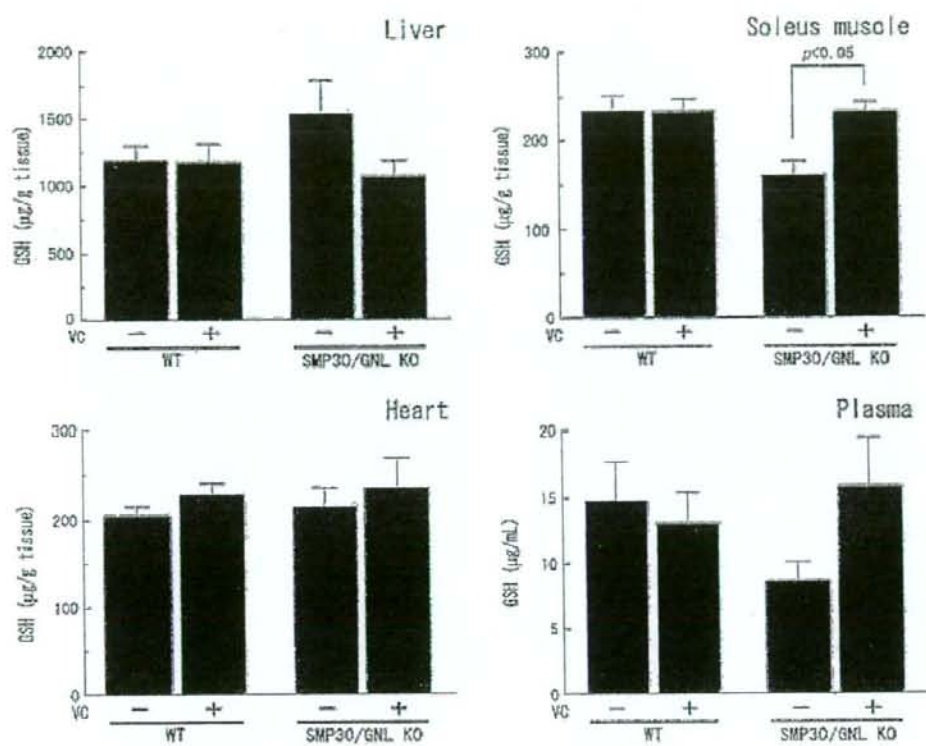 Liver
2000
1500
1000
500
0
GSH (µg/g tissue)
VC − + − +
WT SMP30/GNL KO
Soleus muscle
p<0.05
300
200
100
0
GSH (µg/g tissue)
VC − + − +
WT SMP30/GNL KO
Heart
300
200
100
0
GSH (µg/g tissue)
VC − + − +
WT SMP30/GNL KO
Plasma
20
15
10
5
0
GSH (µg/mL)
VC − + − +
WT SMP30/GNL KO